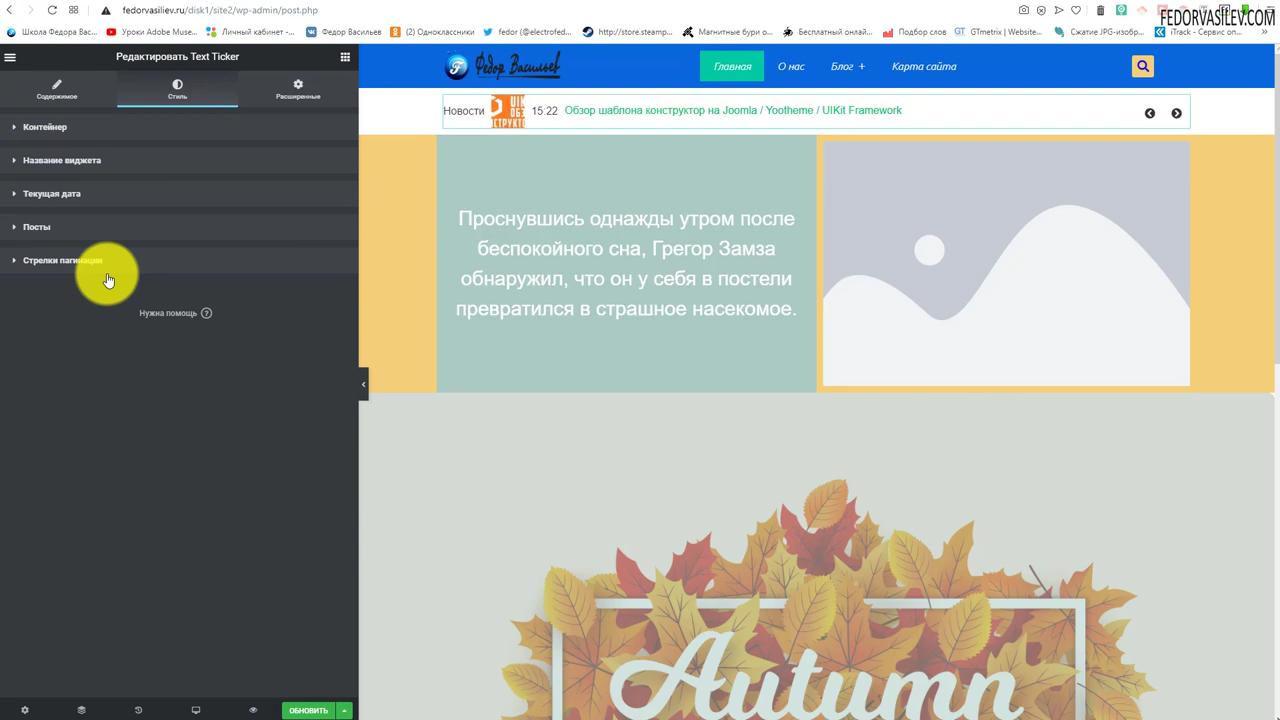 fedorvasiliev.ru/disk1/site2/wp-admin/post.php
FEDORVASILEV.COM
Школа Федора Васил...
Уроки Adobe Muse...
Личный кабинет -...
Федор Васильев
(2) Одноклассники
fedor (@electrofed...
http://store.steamp...
Магнитные бури о...
Бесплатный онлай...
Подбор слов
GTmetrix | Website...
Сжатие JPG-изобр...
iTrack - Сервис оп...
Редактировать Text Ticker
Содержимое
Стиль
Расширенные
Контейнер
Название виджета
Текущая дата
Посты
Стрелки пагинации
Нужна помощь ?
ОБНОВИТЬ
Федор Васильев
Главная
О нас
Блог +
Карта сайта
Новости
15:22
Обзор шаблона конструктор на Joomla / Yootheme / UIKit Framework
Проснувшись однажды утром после
беспокойного сна, Грегор Замза
обнаружил, что он у себя в постели
превратился в страшное насекомое.
Autumn